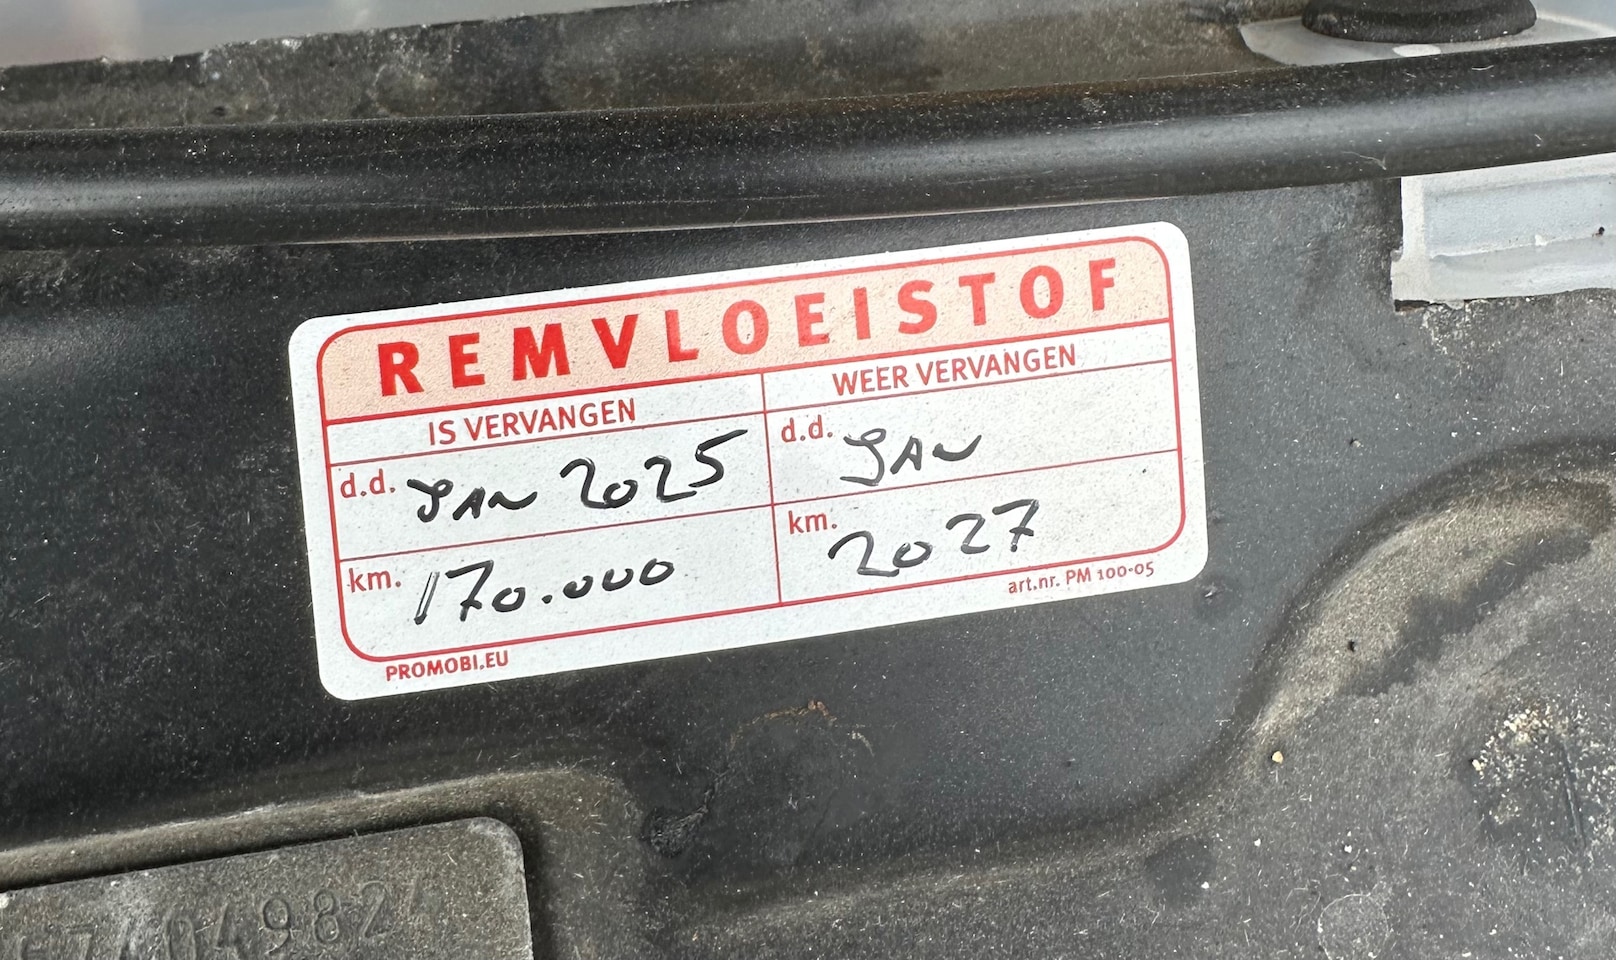 REMVLOEISTOF
IS VERVANGEN
WEER VERVANGEN
d.d. JAN 2025
d.d. JAN
km. 170.000
km. 2027
PROMOBI.EU
art.nr. PM 100-05